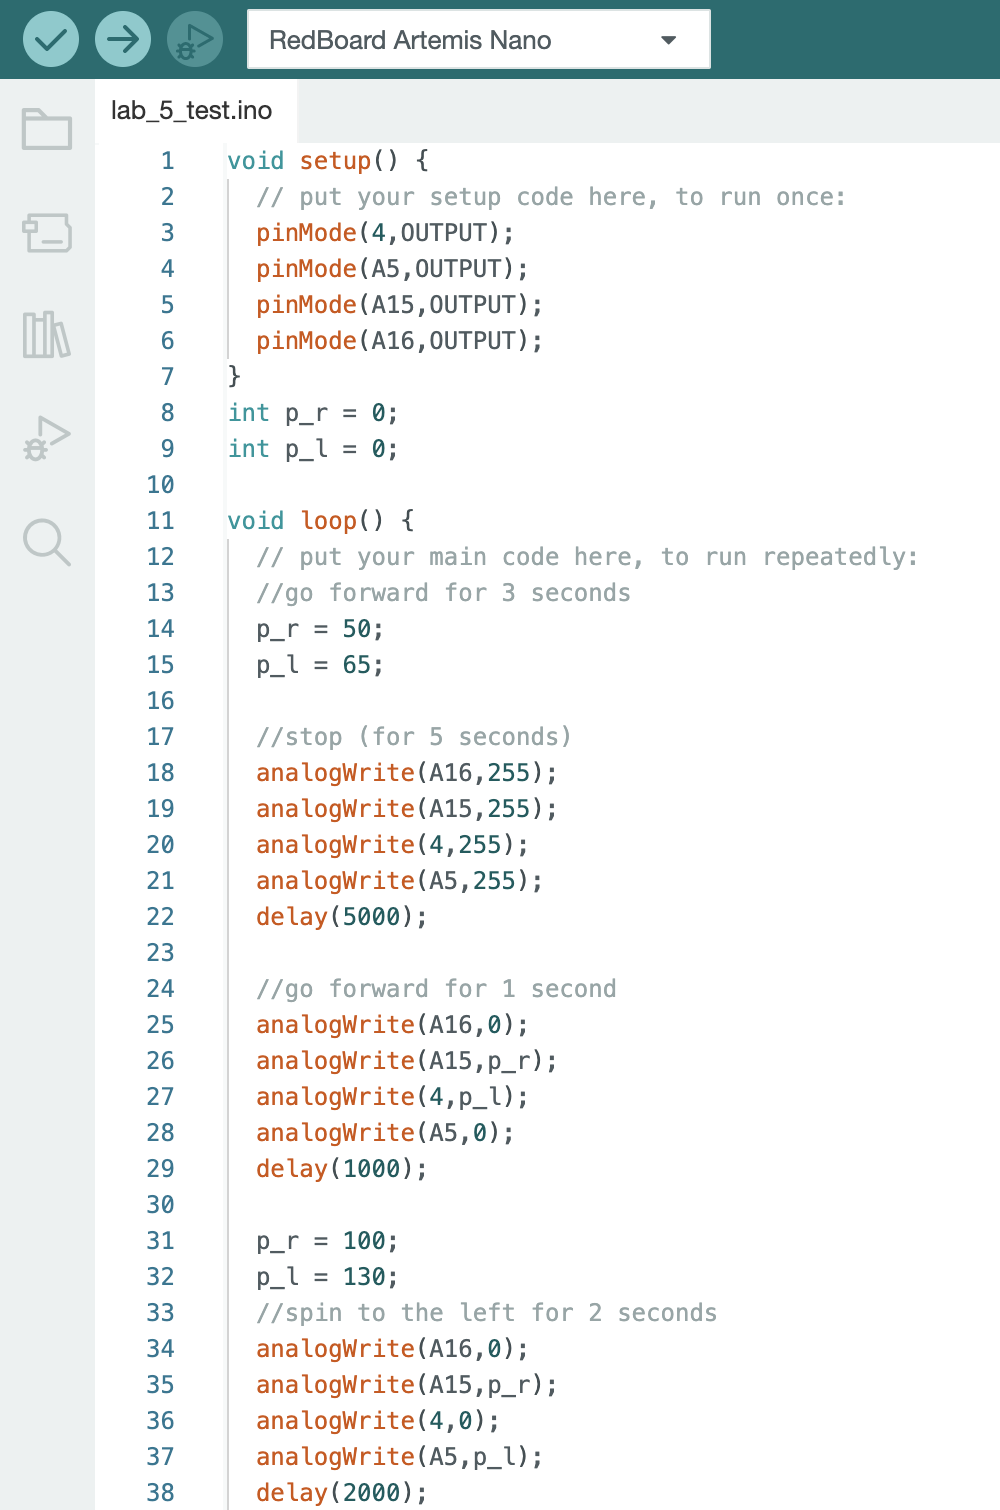 RedBoard Artemis Nano
lab_5_test.ino
1 void setup() {
2 // put your setup code here, to run once:
3 pinMode(4,OUTPUT);
4 pinMode(A5,OUTPUT);
5 pinMode(A15,OUTPUT);
6 pinMode(A16,OUTPUT);
7 }
8 int p_r = 0;
9 int p_l = 0;
10
11 void loop() {
12 // put your main code here, to run repeatedly:
13 //go forward for 3 seconds
14 p_r = 50;
15 p_l = 65;
16
17 //stop (for 5 seconds)
18 analogWrite(A16,255);
19 analogWrite(A15,255);
20 analogWrite(4,255);
21 analogWrite(A5,255);
22 delay(5000);
23
24 //go forward for 1 second
25 analogWrite(A16,0);
26 analogWrite(A15,p_r);
27 analogWrite(4,p_l);
28 analogWrite(A5,0);
29 delay(1000);
30
31 p_r = 100;
32 p_l = 130;
33 //spin to the left for 2 seconds
34 analogWrite(A16,0);
35 analogWrite(A15,p_r);
36 analogWrite(4,0);
37 analogWrite(A5,p_l);
38 delay(2000);